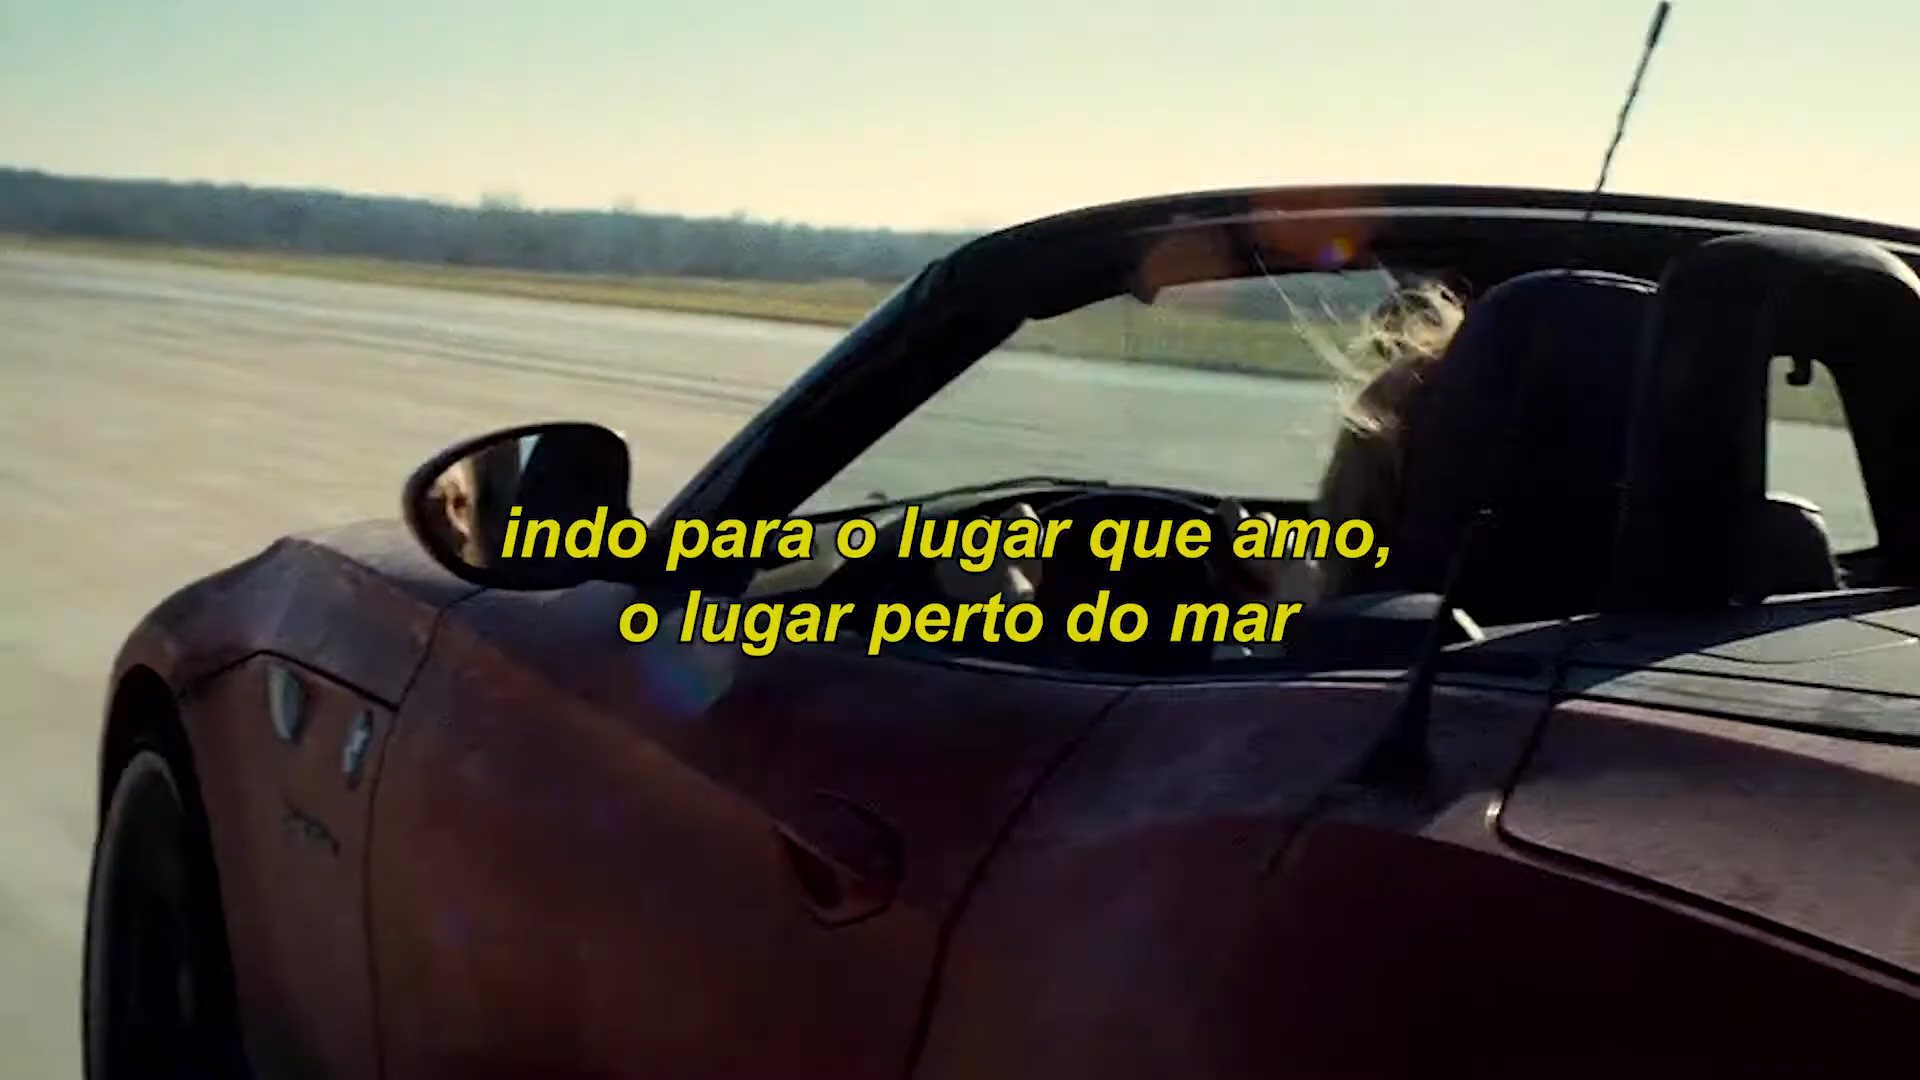 indo para o lugar que amo,
o lugar perto do mar